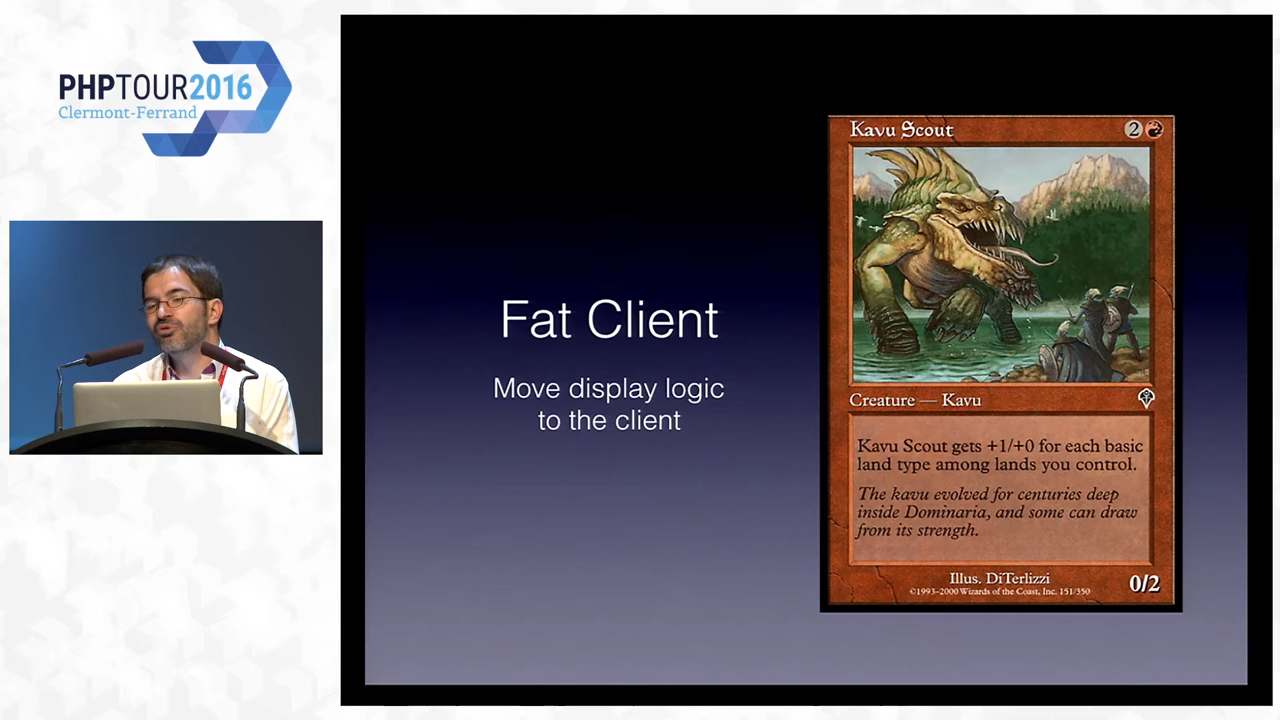 PHPTOUR2016
Clermont-Ferrand
Fat Client
Move display logic
to the client
Kavu Scout
2
Creature — Kavu
Kavu Scout gets +1/+0 for each basic
land type among lands you control.
The kavu evolved for centuries deep
inside Dominaria, and some can draw
from its strength.
Illus. DiTerlizzi
©1993–2000 Wizards of the Coast, Inc. 151/350
0/2